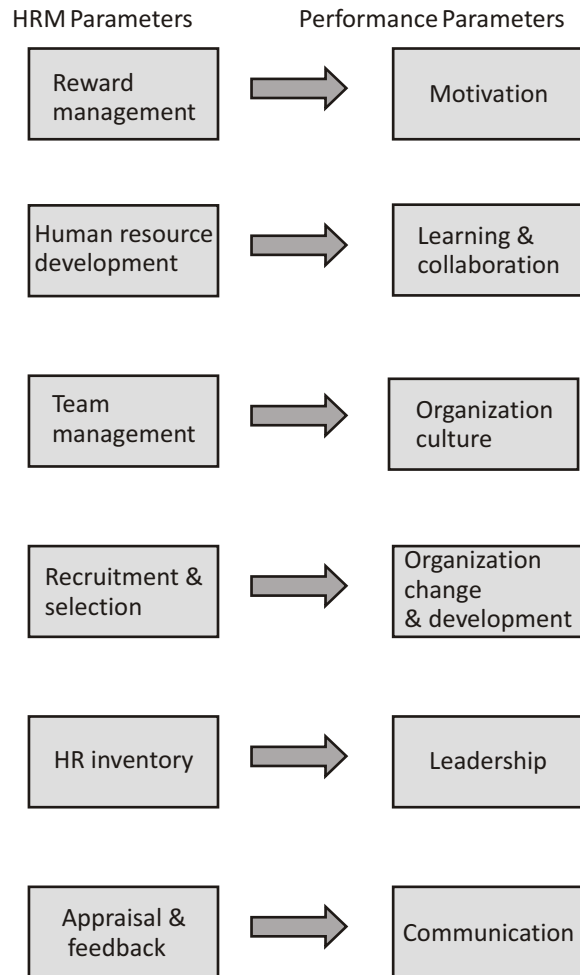 HRM Parameters
Performance Parameters
Reward
management
Motivation
Human resource
development
Learning &
collaboration
Team
management
Organization
culture
Recruitment &
selection
Organization
change
& development
HR inventory
Leadership
Appraisal &
feedback
Communication